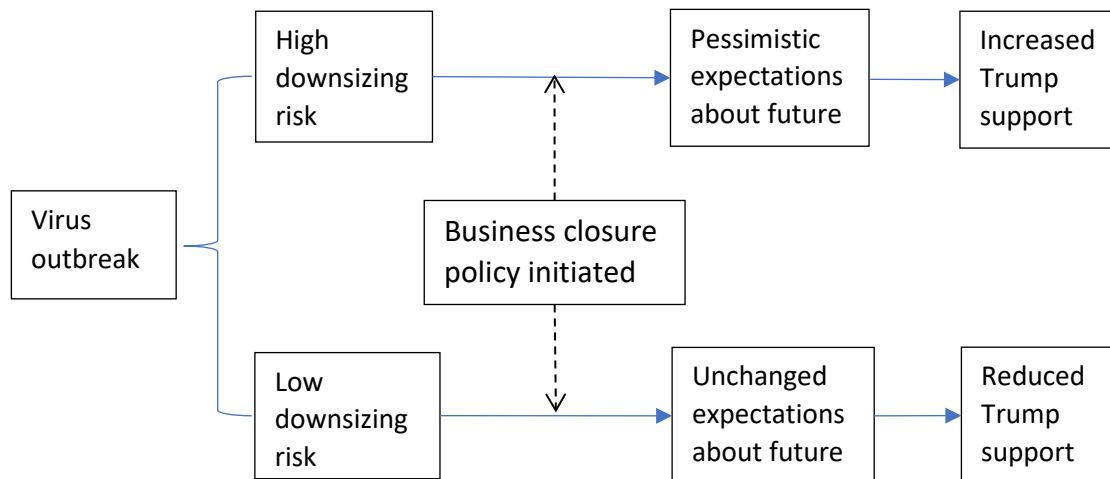 High
downsizing
risk
Pessimistic
expectations
about future
Increased
Trump
support
Virus
outbreak
Business closure
policy initiated
Low
downsizing
risk
Unchanged
expectations
about future
Reduced
Trump
support